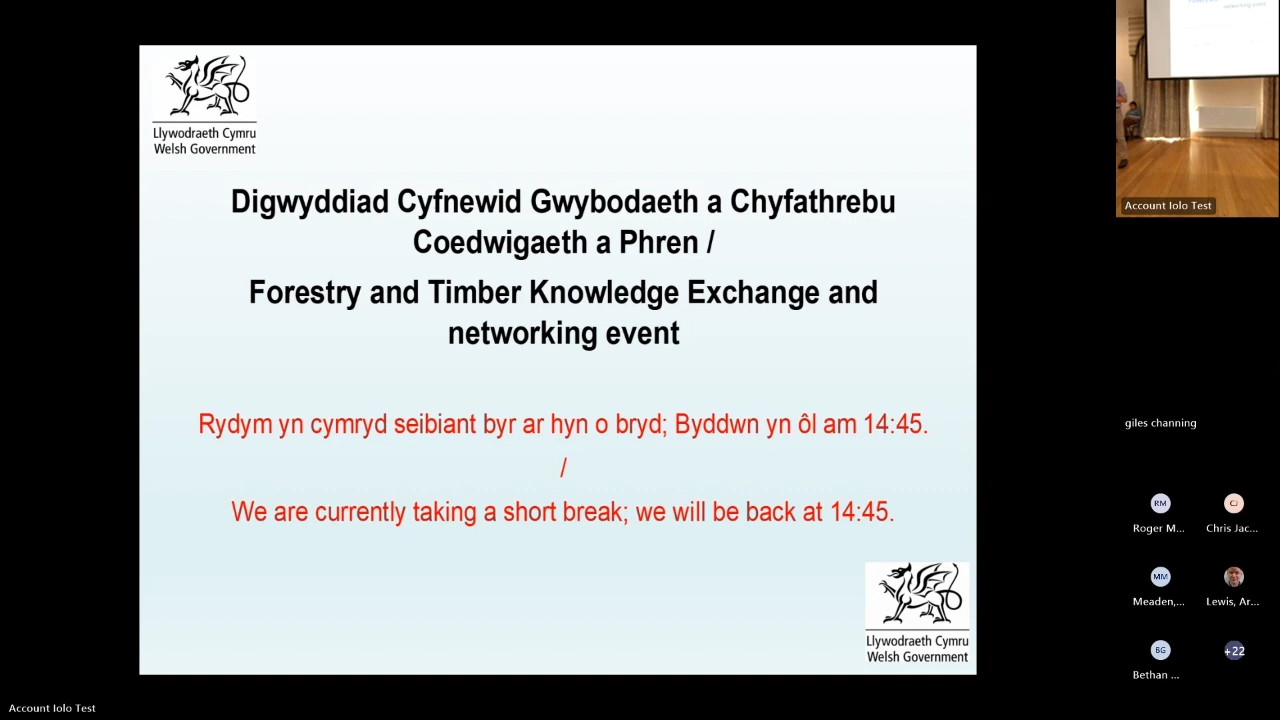 Llywodraeth Cymru
Welsh Government
Digwyddiad Cyfnewid Gwybodaeth a Chyfathrebu
Coedwigaeth a Phren /
Forestry and Timber Knowledge Exchange and
networking event
Rydym yn cymryd seibiant byr ar hyn o bryd; Byddwn yn ôl am 14:45.
/
We are currently taking a short break; we will be back at 14:45.
Llywodraeth Cymru
Welsh Government
Account Iolo Test
networking event
Account Iolo Test
giles channing
RM
CJ
Roger M...
Chris Jac...
MM
Meaden,...
Lewis, Ar...
BG
+22
Bethan ...